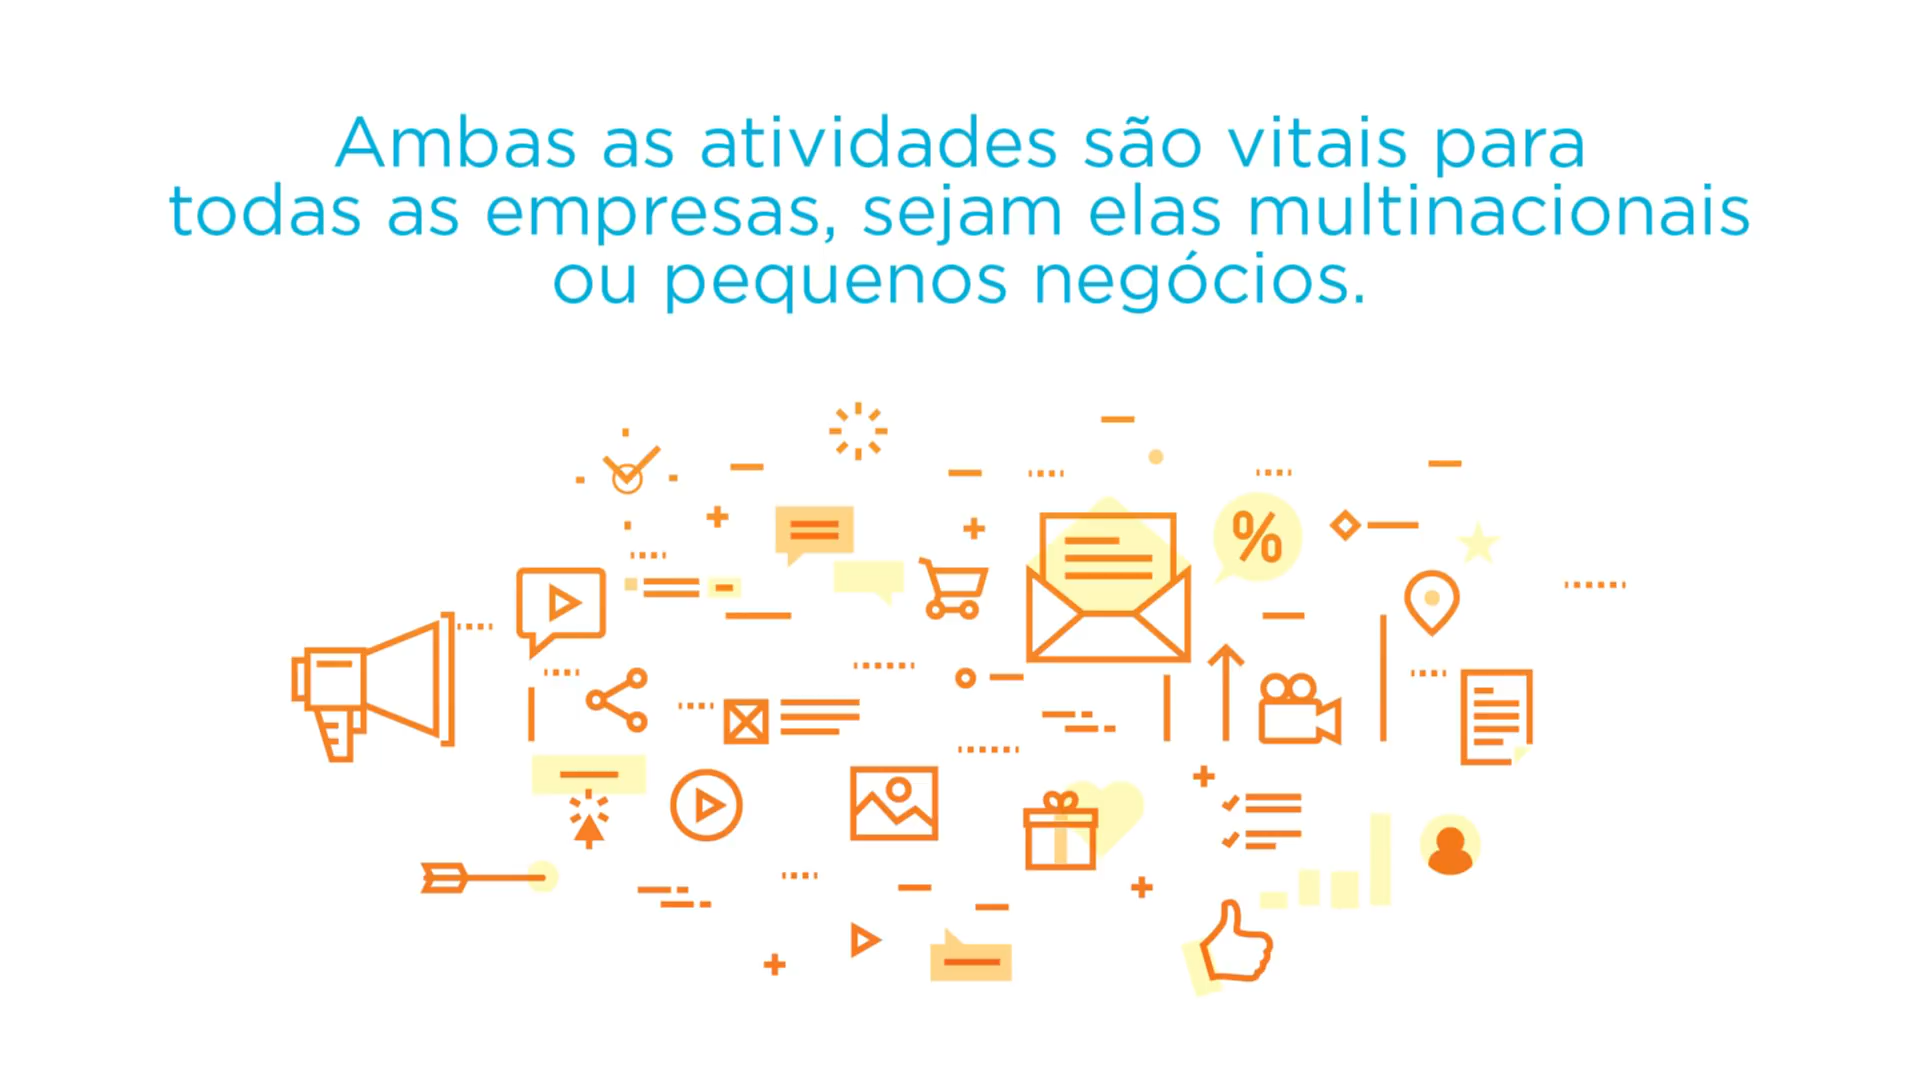 Ambas as atividades são vitais para
todas as empresas, sejam elas multinacionais
ou pequenos negócios.
%